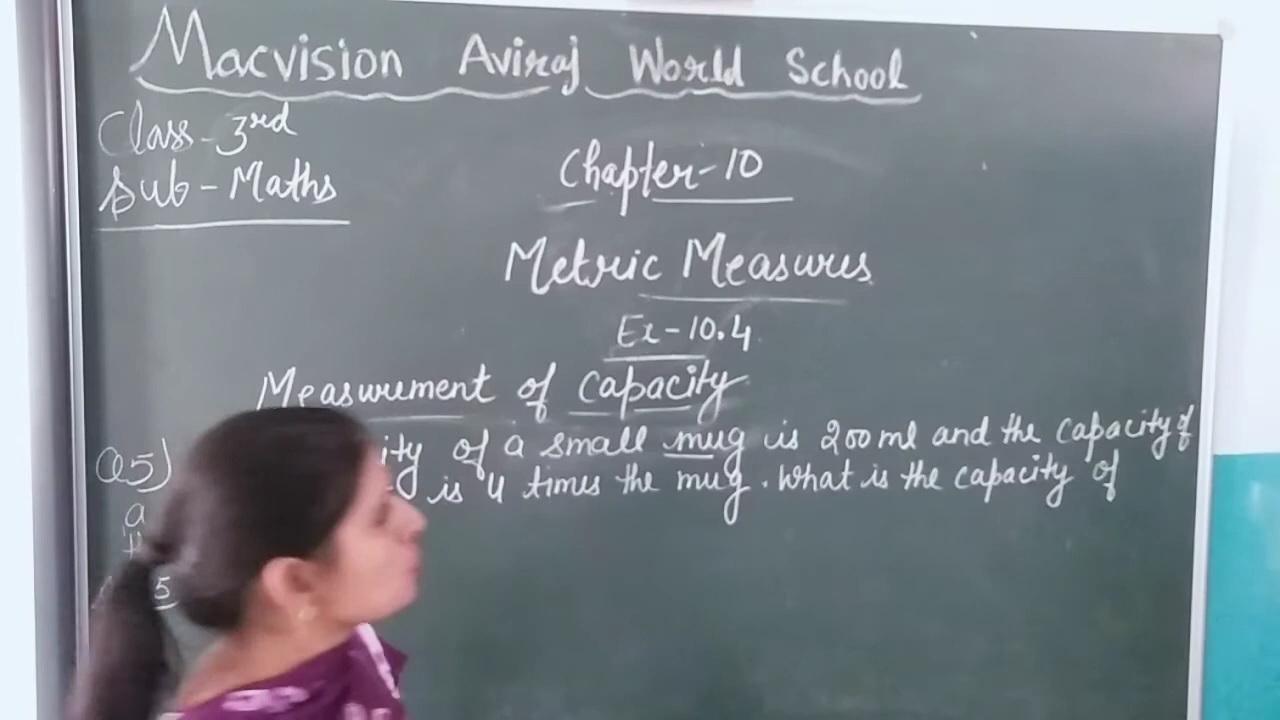 Macvision Aviraj World School
Class-3rd
Sub-Maths
Chapter-10
Metric Measures
Ex-10.4
Measurement of capacity
Q5) ity of a small mug is 200ml and the capacity of
a is 4 times the mug. What is the capacity of
5